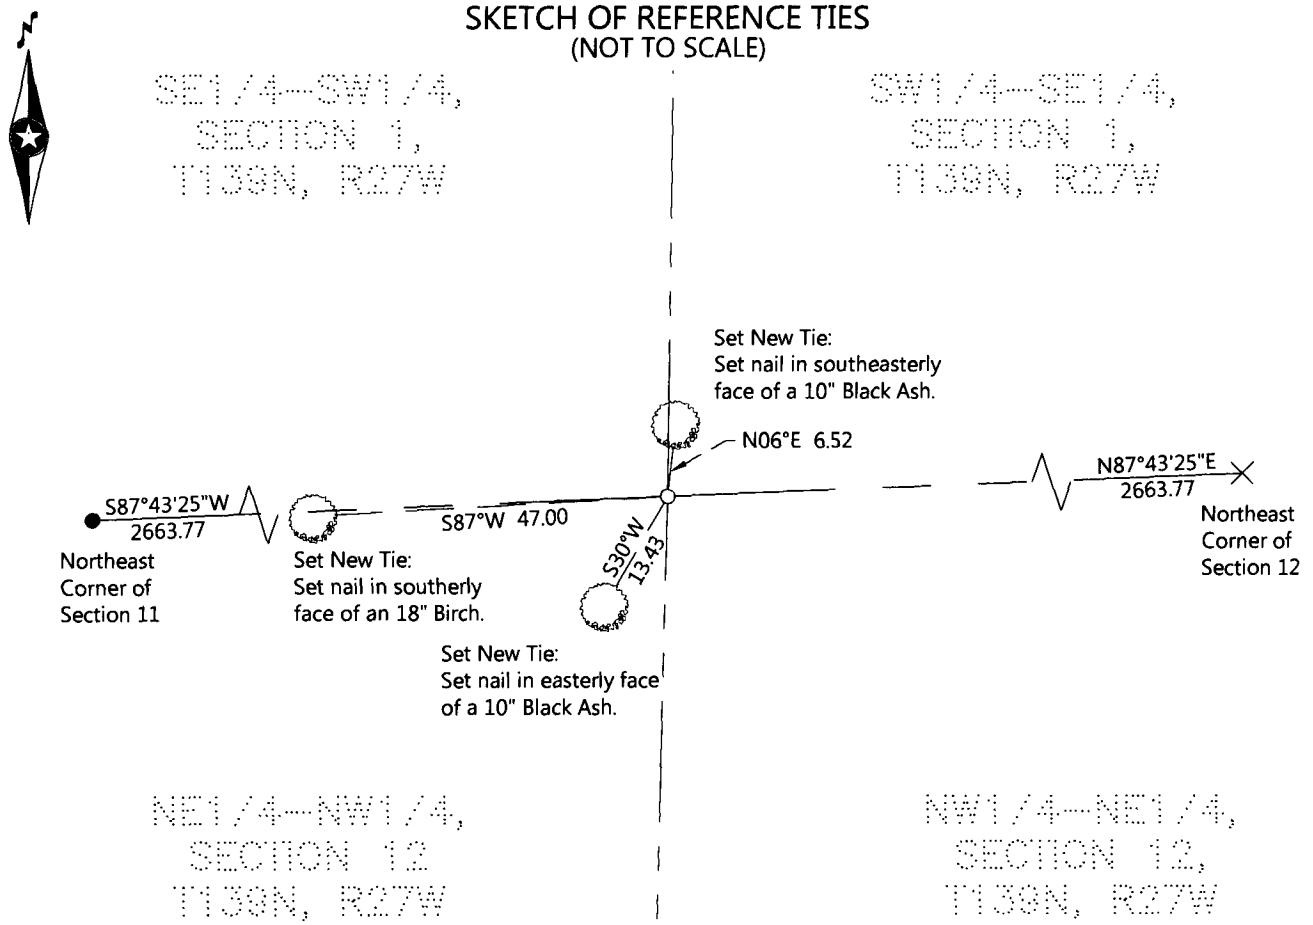 SKETCH OF REFERENCE TIES
(NOT TO SCALE)
N
SE1/4—SW1/4,
SECTION 1,
T139N, R27W
SW1/4—SE1/4,
SECTION 1,
T139N, R27W
Set New Tie:
Set nail in southeasterly
face of a 10" Black Ash.
N06°E 6.52
S87°43'25"W
2663.77
Northeast
Corner of
Section 11
S87°W 47.00
Set New Tie:
Set nail in southerly
face of an 18" Birch.
S30°W
13.43
Set New Tie:
Set nail in easterly face
of a 10" Black Ash.
N87°43'25"E
2663.77
Northeast
Corner of
Section 12
NE1/4—NW1/4,
SECTION 12
T139N, R27W
NW1/4—NE1/4,
SECTION 12,
T139N, R27W